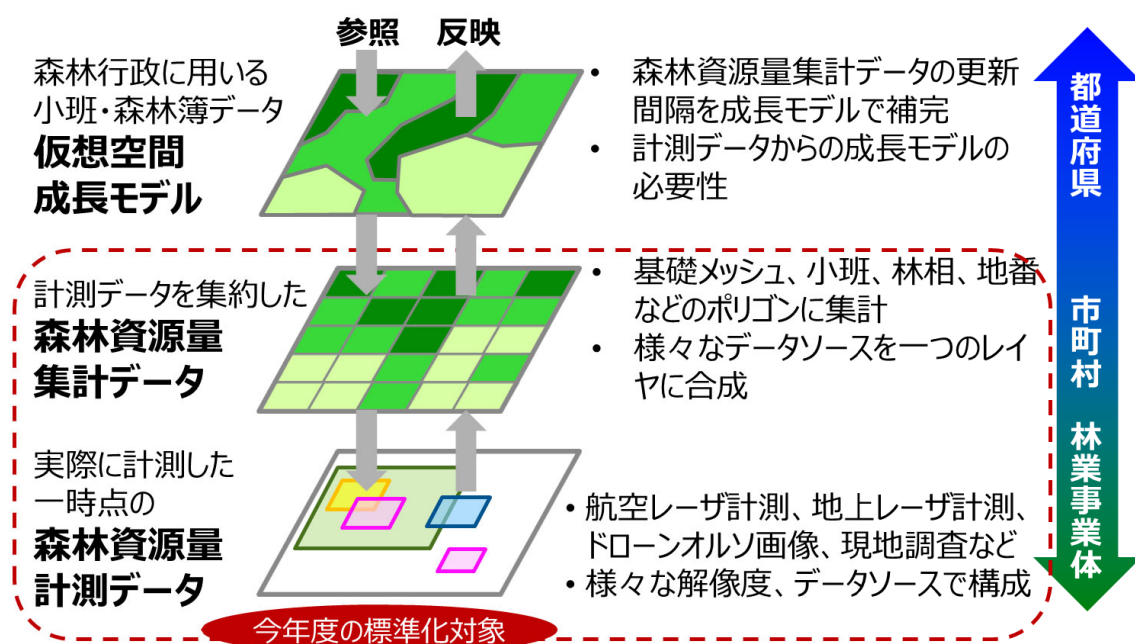 参照 反映
森林行政に用いる
小班・森林簿データ
仮想空間
成長モデル
• 森林資源量集計データの更新
間隔を成長モデルで補完
• 計測データからの成長モデルの
必要性
計測データを集約した
森林資源量
集計データ
• 基礎メッシュ、小班、林相、地番
などのポリゴンに集計
• 様々なデータソースを一つのレイ
ヤに合成
実際に計測した
一時点の
森林資源量
計測データ
• 航空レーザ計測、地上レーザ計測、
ドローンオルソ画像、現地調査など
• 様々な解像度、データソースで構成
今年度の標準化対象
都道府県
市町村
林業事業体